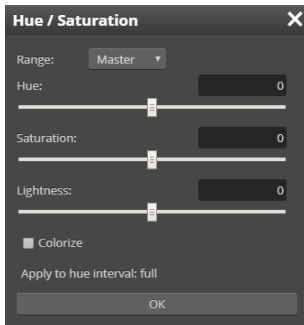 Hue / Saturation
Range: Master
Hue: 0
Saturation: 0
Lightness: 0
Colorize
Apply to hue interval: full
OK